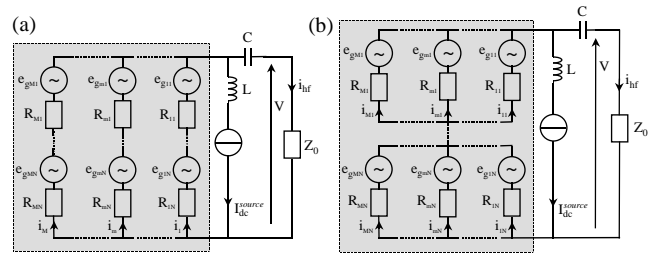 (a)
C
e_gM1 e_gm1 e_g11
L
V
i_hf
R_M1 R_m1 R_11
Z_0
e_gMN e_gmN e_g1N
R_MN R_mN R_1N
I_dc^source
i_M i_m i_1
(b)
C
e_gM1 e_gm1 e_g11
V
i_hf
R_M1 R_m1 R_11
L
i_M1 i_m1 i_11
Z_0
e_gMN e_gmN e_g1N
R_MN R_mN R_1N
I_dc^source
i_MN i_mN i_1N